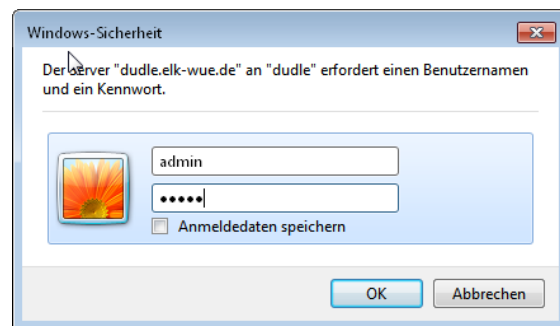 Windows-Sicherheit
Der Server "dudle.elk-wue.de" an "dudle" erfordert einen Benutzernamen
und ein Kennwort.
admin
•••••
Anmeldedaten speichern
OK
Abbrechen